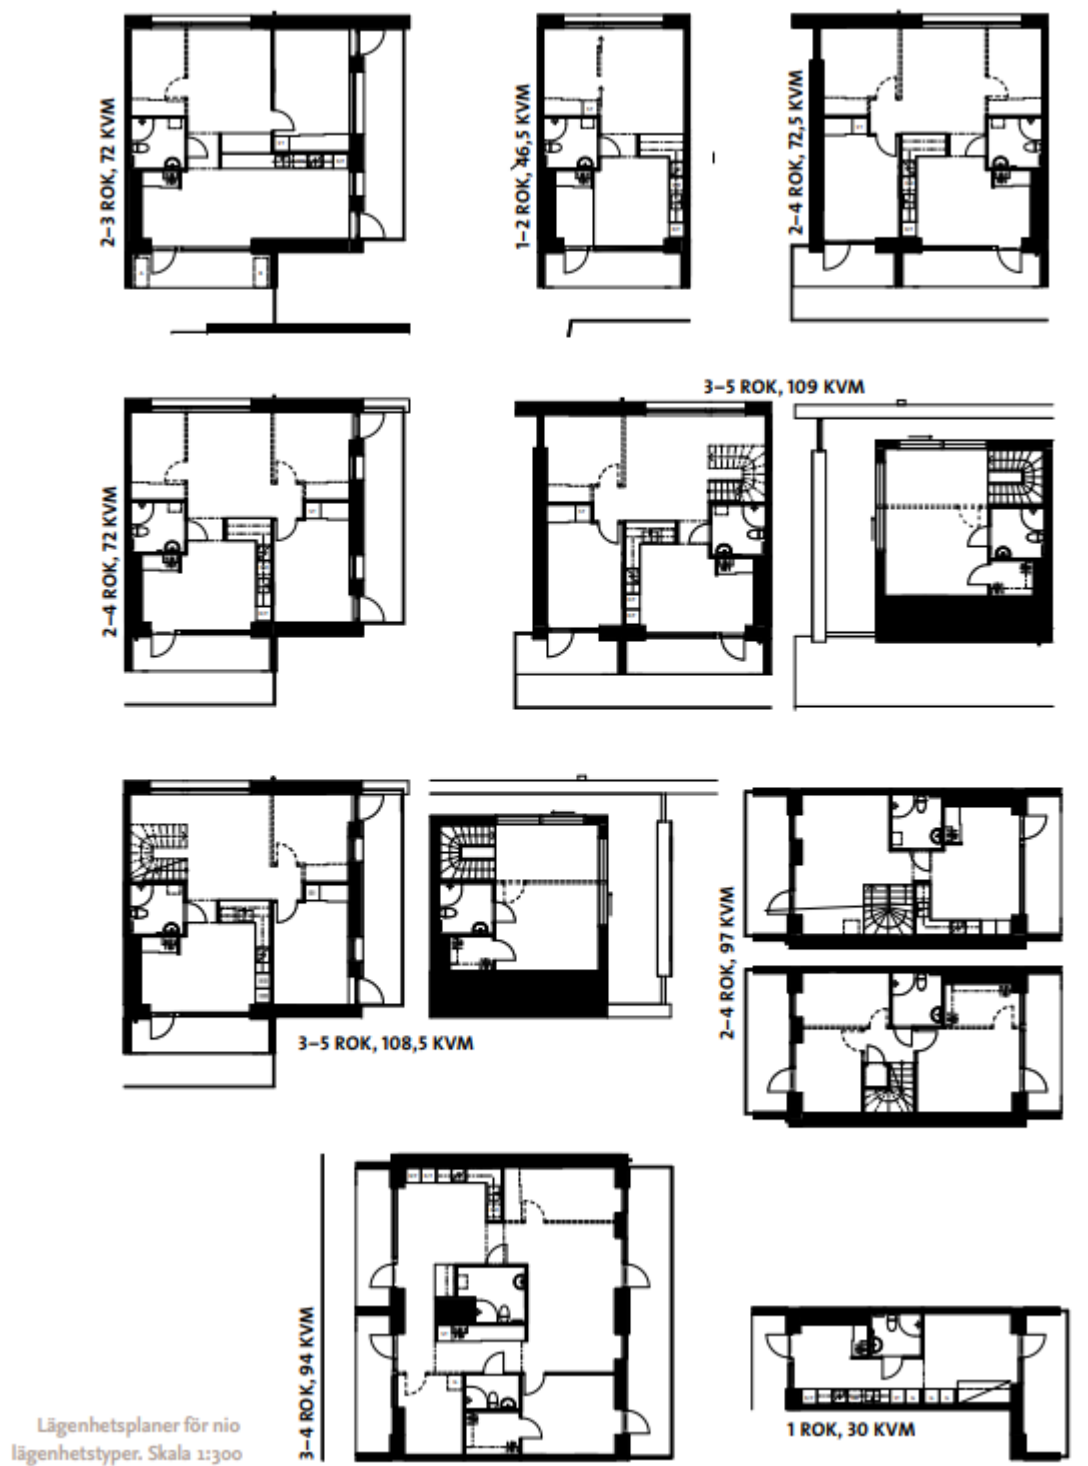 2–3 ROK, 72 KVM
1–2 ROK, 46,5 KVM
2–4 ROK, 72,5 KVM
2–4 ROK, 72 KVM
3–5 ROK, 109 KVM
3–5 ROK, 108,5 KVM
2–4 ROK, 97 KVM
3–4 ROK, 94 KVM
1 ROK, 30 KVM
Lägenhetsplaner för nio
lägenhetstyper. Skala 1:300